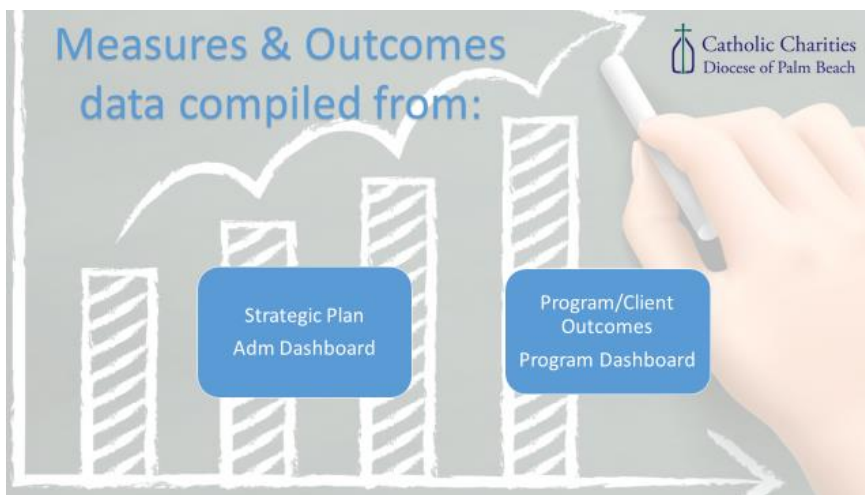 Measures & Outcomes
data compiled from:
Catholic Charities
Diocese of Palm Beach
Strategic Plan
Adm Dashboard
Program/Client
Outcomes
Program Dashboard